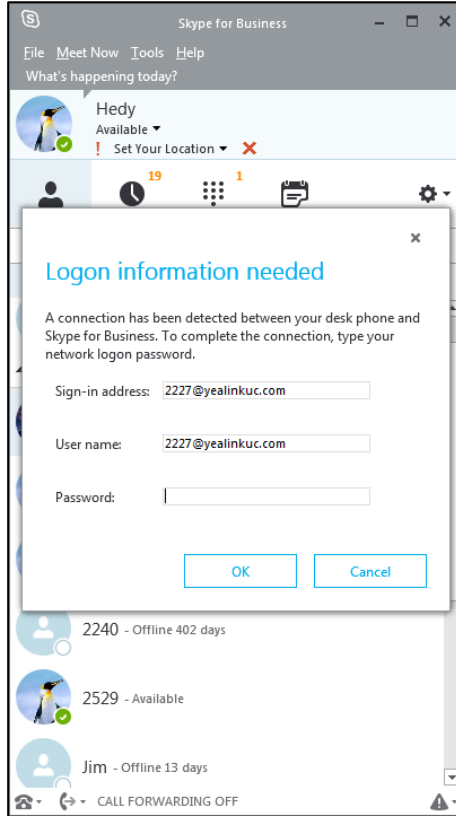 Skype for Business
File Meet Now Tools Help
What's happening today?
Hedy
Available
! Set Your Location
19
1
Logon information needed
A connection has been detected between your desk phone and
Skype for Business. To complete the connection, type your
network logon password.
Sign-in address: 2227@yealinkuc.com
User name: 2227@yealinkuc.com
Password:
OK Cancel
2240 - Offline 402 days
2529 - Available
Jim - Offline 13 days
CALL FORWARDING OFF